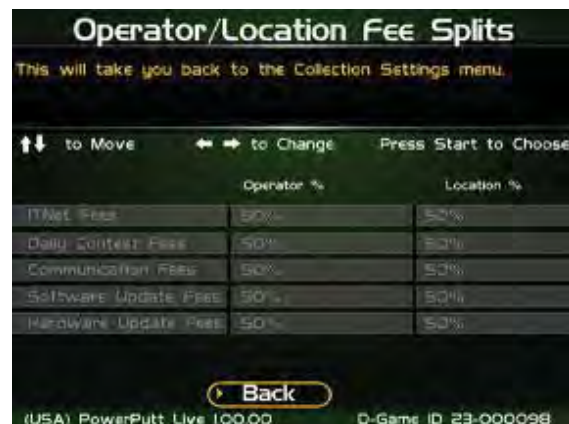 Operator/Location Fee Splits
This will take you back to the Collection Settings menu.
to Move to Change Press Start to Choose
Operator % Location %
ITNet Fees 50% 50%
Daily Contest Fees 50% 50%
Communication Fees 50% 50%
Software Update Fees 50% 50%
Hardware Update Fees 50% 50%
Back
(USA) PowerPutt Live 100.00 D-Game ID 23-000098